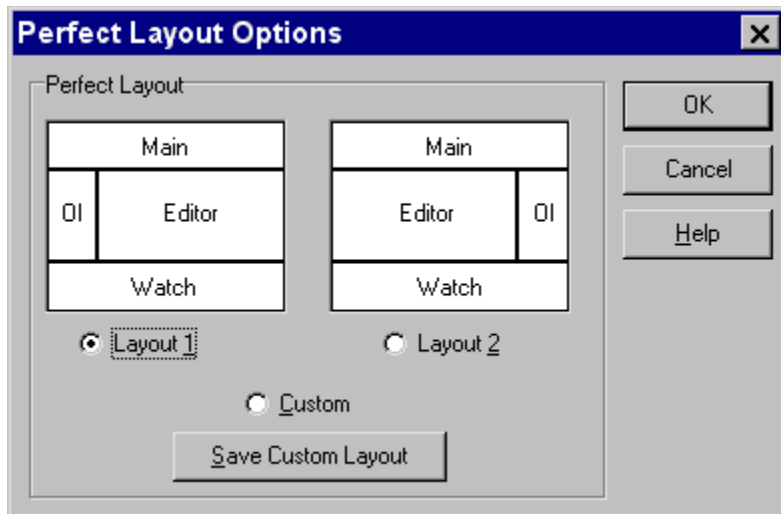 Perfect Layout Options
Perfect Layout
OK
Main
Main
Cancel
OI
Editor
Editor
OI
Help
Watch
Watch
Layout 1
Layout 2
Custom
Save Custom Layout